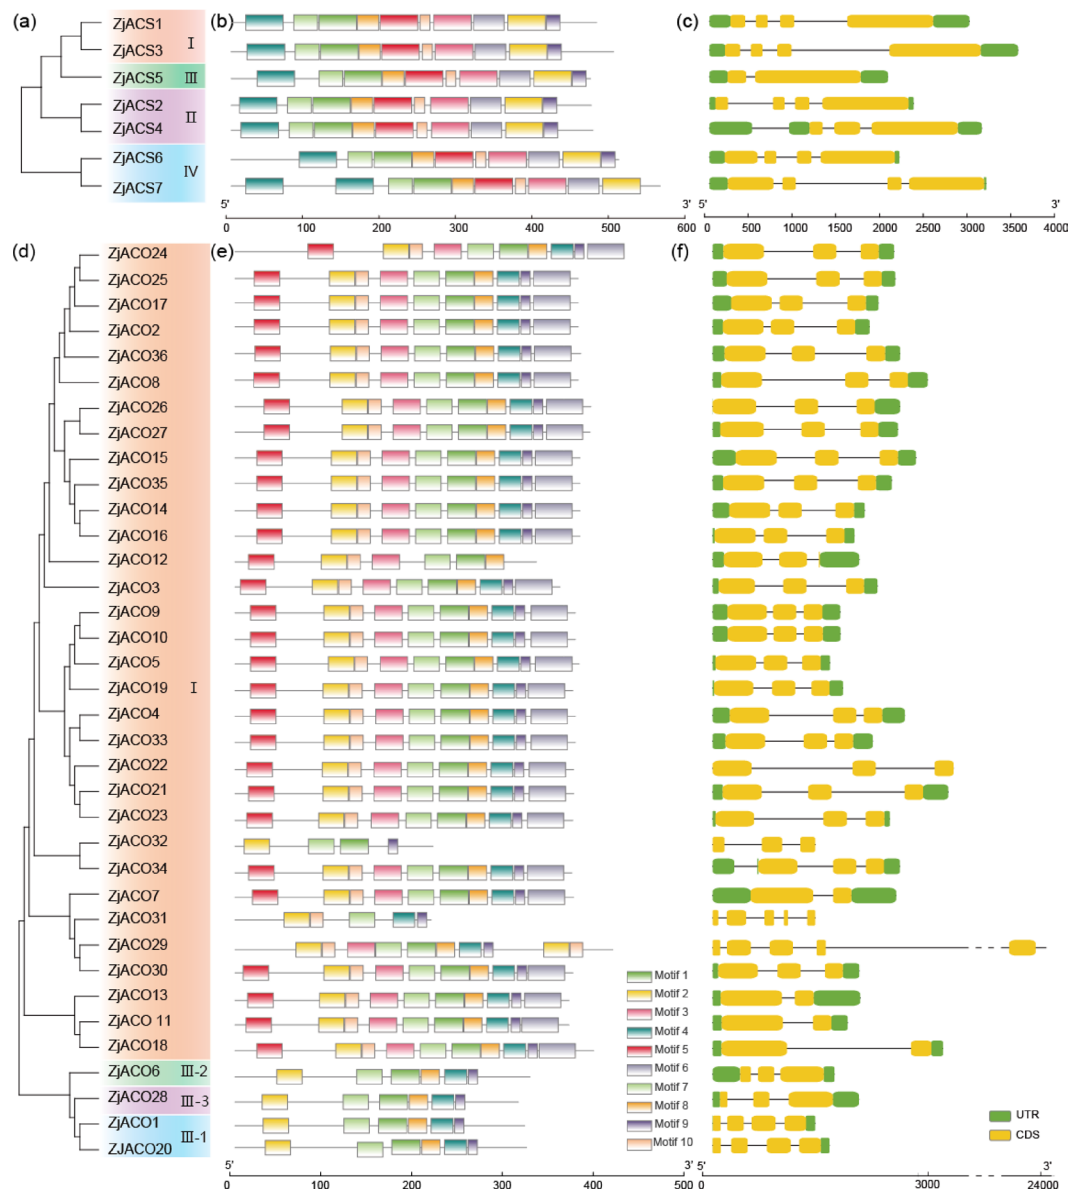 (a)
ZjACS1
ZjACS3
ZjACS5
ZjACS2
ZjACS4
ZjACS6
ZjACS7
I
III
II
IV
(b)
5'
3'
0
100
200
300
400
500
600
(c)
5'
3'
0
500
1000
1500
2000
2500
3000
3500
4000
(d)
ZjACO24
ZjACO25
ZjACO17
ZjACO2
ZjACO36
ZjACO8
ZjACO26
ZjACO27
ZjACO15
ZjACO35
ZjACO14
ZjACO16
ZjACO12
ZjACO3
ZjACO9
ZjACO10
ZjACO5
ZjACO19
I
ZjACO4
ZjACO33
ZjACO22
ZjACO21
ZjACO23
ZjACO32
ZjACO34
ZjACO7
ZjACO31
ZjACO29
ZjACO30
ZjACO13
ZjACO 11
ZjACO18
ZjACO6 III-2
ZjACO28 III-3
ZjACO1
III-1
ZJACO20
(e)
Motif 1
Motif 2
Motif 3
Motif 4
Motif 5
Motif 6
Motif 7
Motif 8
Motif 9
Motif 10
5'
3'
0
100
200
300
400
500
(f)
UTR
CDS
5'
3'
0
3000
24000